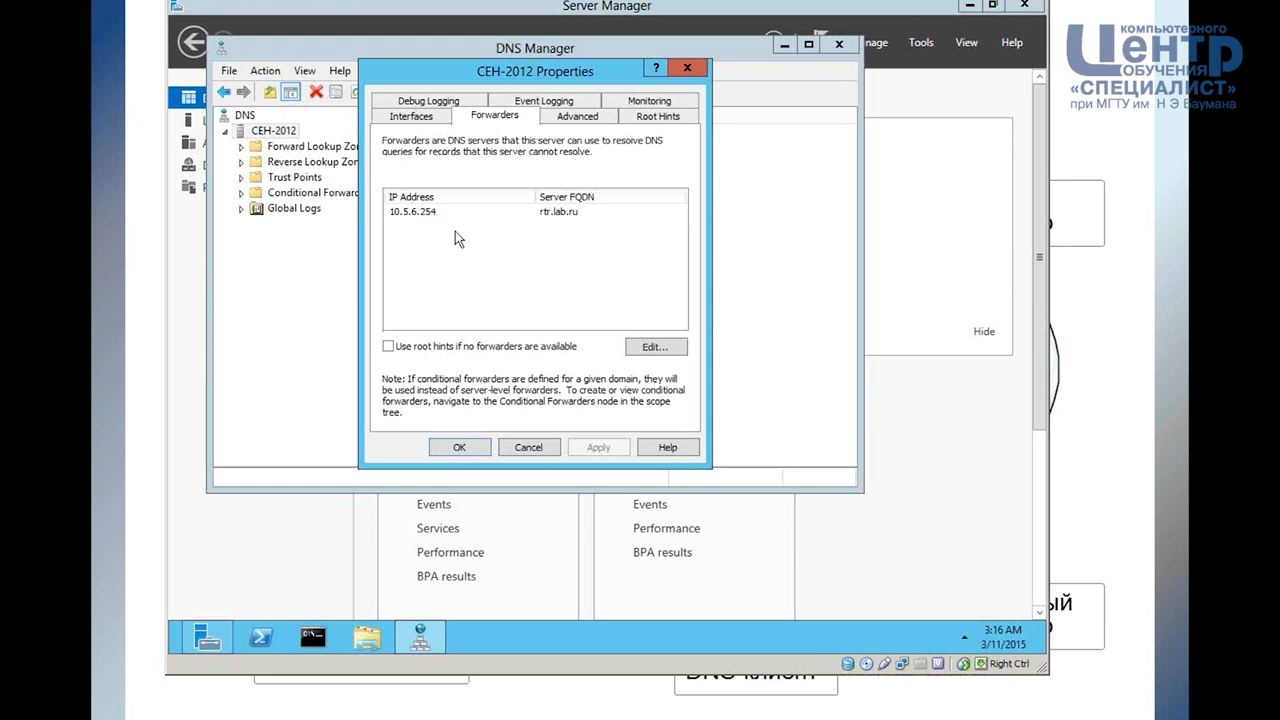 Server Manager
компьютерного
Центр
ОБУЧЕНИЯ
«СПЕЦИАЛИСТ»
при МГТУ им Н Э Баумана
Tools
View
Help
DNS Manager
File
Action
View
Help
CEH-2012 Properties
?
Debug Logging
Event Logging
Monitoring
Interfaces
Forwarders
Advanced
Root Hints
DNS
CEH-2012
Forward Lookup Zor
Reverse Lookup Zon
Trust Points
Conditional Forward
Global Logs
Forwarders are DNS servers that this server can use to resolve DNS
queries for records that this server cannot resolve.
IP Address
Server FQDN
10.5.6.254
rtr.lab.ru
Use root hints if no forwarders are available
Edit...
Note: If conditional forwarders are defined for a given domain, they will
be used instead of server-level forwarders. To create or view conditional
forwarders, navigate to the Conditional Forwarders node in the scope
tree.
OK
Cancel
Apply
Help
Hide
Events
Services
Performance
BPA results
Events
Performance
BPA results
3:16 AM
3/11/2015
Right Ctrl